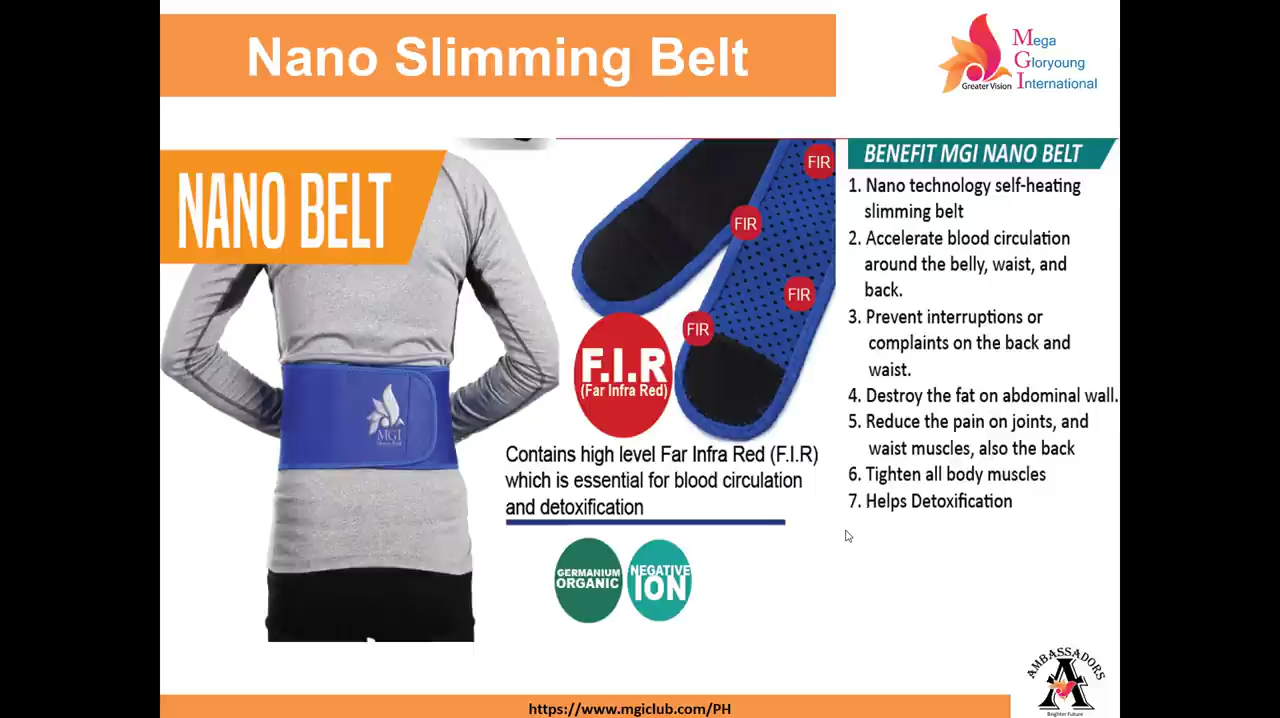 Nano Slimming Belt
Mega
Gloryoung
International
Greater Vision
NANO BELT
MGI
FIR
FIR
FIR
FIR
F.I.R
(Far Infra Red)
Contains high level Far Infra Red (F.I.R)
which is essential for blood circulation
and detoxification
GERMANIUM
ORGANIC
NEGATIVE
ION
BENEFIT MGI NANO BELT
1. Nano technology self-heating
slimming belt
2. Accelerate blood circulation
around the belly, waist, and
back.
3. Prevent interruptions or
complaints on the back and
waist.
4. Destroy the fat on abdominal wall.
5. Reduce the pain on joints, and
waist muscles, also the back
6. Tighten all body muscles
7. Helps Detoxification
https://www.mgiclub.com/PH
AMBASSADORS
Brighter Future